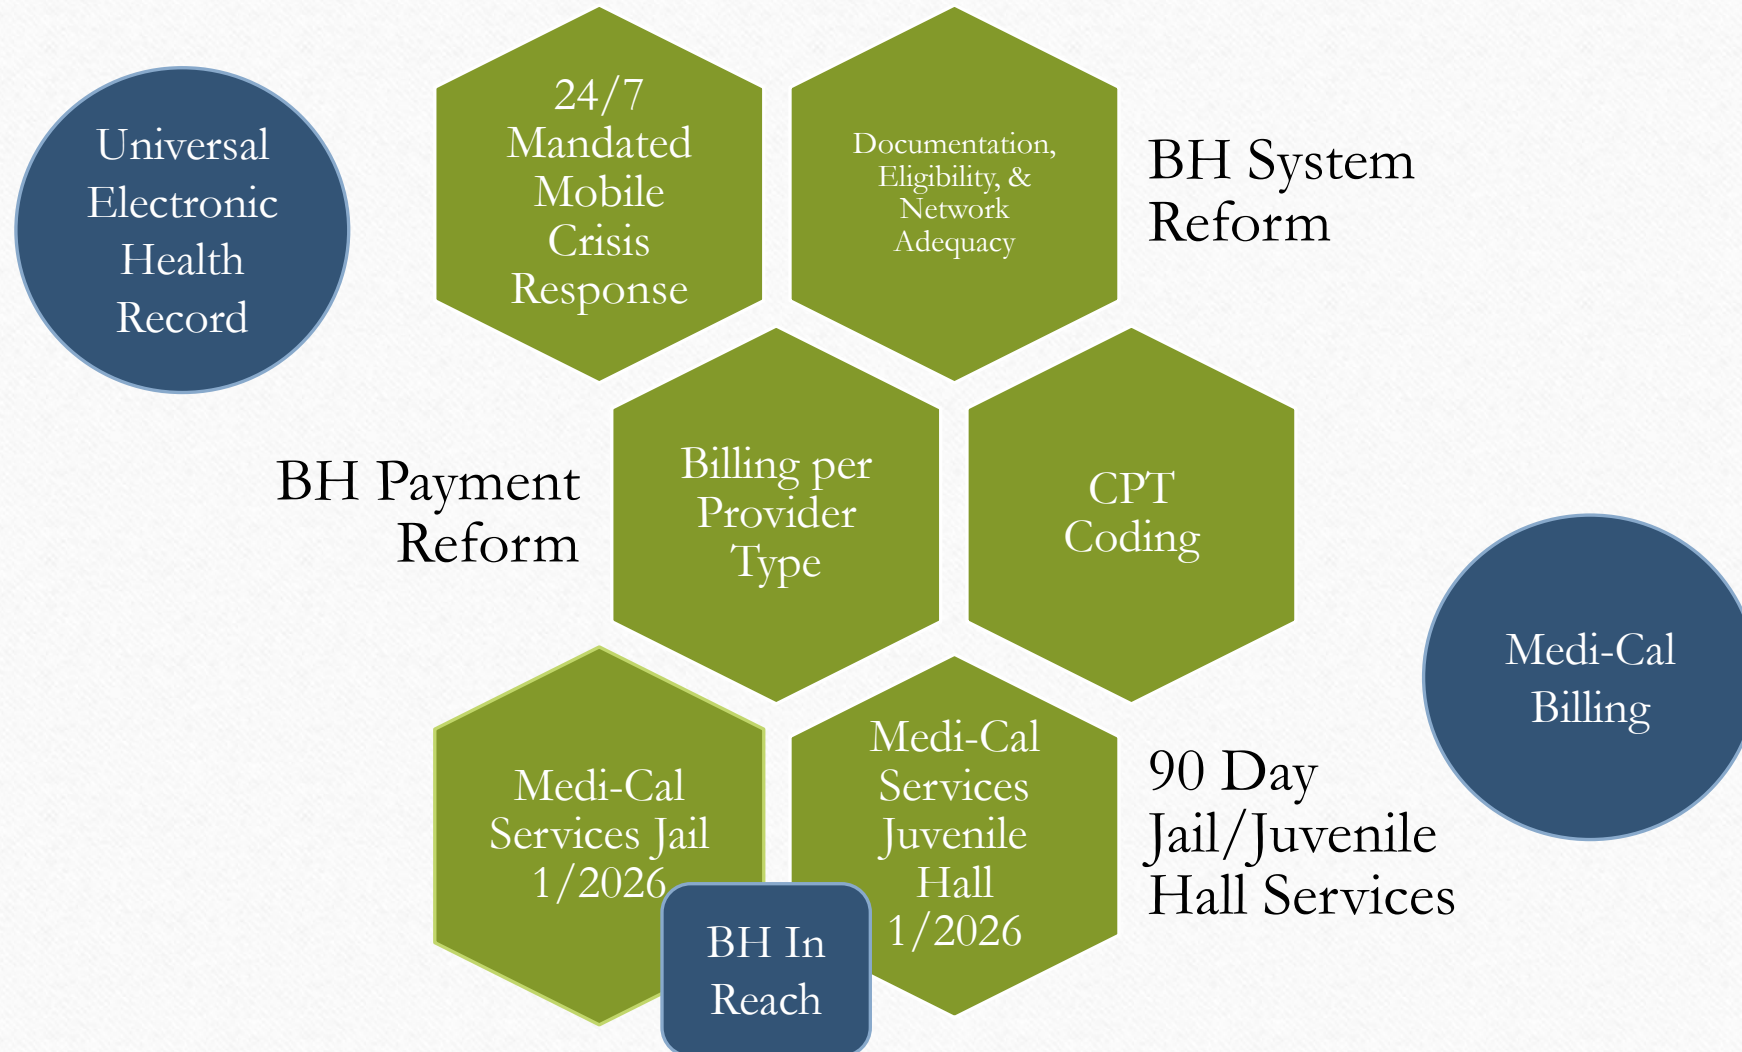 Universal
Electronic
Health
Record
24/7
Mandated
Mobile
Crisis
Response
Documentation,
Eligibility, &
Network
Adequacy
BH System
Reform
BH Payment
Reform
Billing per
Provider
Type
CPT
Coding
Medi-Cal
Billing
Medi-Cal
Services Jail
1/2026
Medi-Cal
Services
Juvenile
Hall
1/2026
90 Day
Jail/Juvenile
Hall Services
BH In
Reach